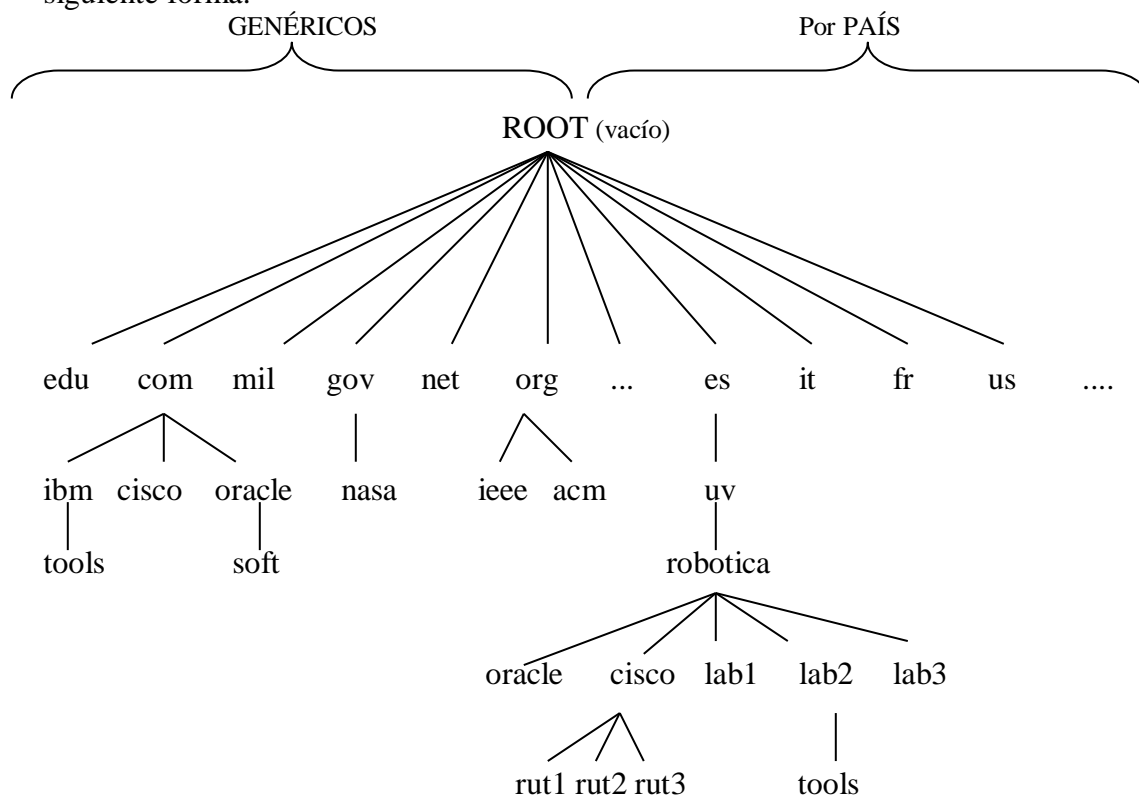 siguiente forma:
GENÉRICOS Por PAÍS
ROOT (vacío)
edu com mil gov net org ... es it fr us ....
ibm cisco oracle nasa ieee acm uv
tools soft robotica
oracle cisco lab1 lab2 lab3
rut1 rut2 rut3 tools